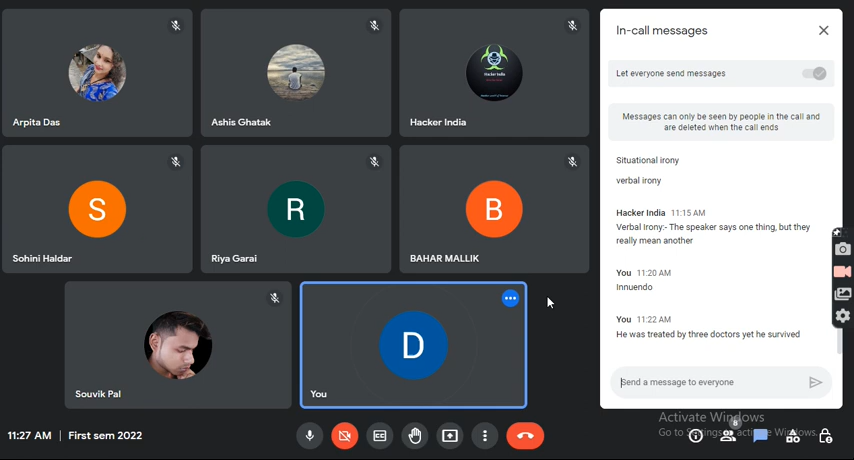 Arpita Das
Ashis Ghatak
Hacker India
Hacker India
S
Sohini Haldar
R
Riya Garai
B
BAHAR MALLIK
Souvik Pal
D
You
11:27 AM | First sem 2022
In-call messages
Let everyone send messages
Messages can only be seen by people in the call and
are deleted when the call ends
Situational irony
verbal irony
Hacker India 11:15 AM
Verbal Irony:- The speaker says one thing, but they
really mean another
You 11:20 AM
Innuendo
You 11:22 AM
He was treated by three doctors yet he survived
Send a message to everyone
Activate Windows
Go to Settings to activate Windows.
8